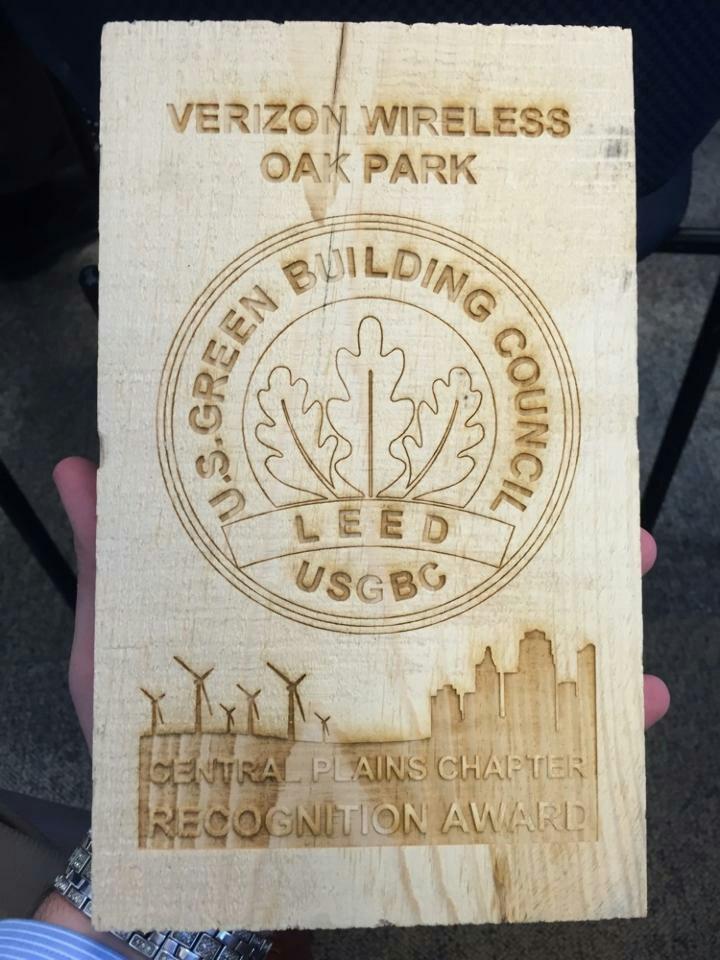 VERIZON WIRELESS
OAK PARK
U.S.GREEN BUILDING COUNCIL
LEED
USGBC
CENTRAL PLAINS CHAPTER
RECOGNITION AWARD